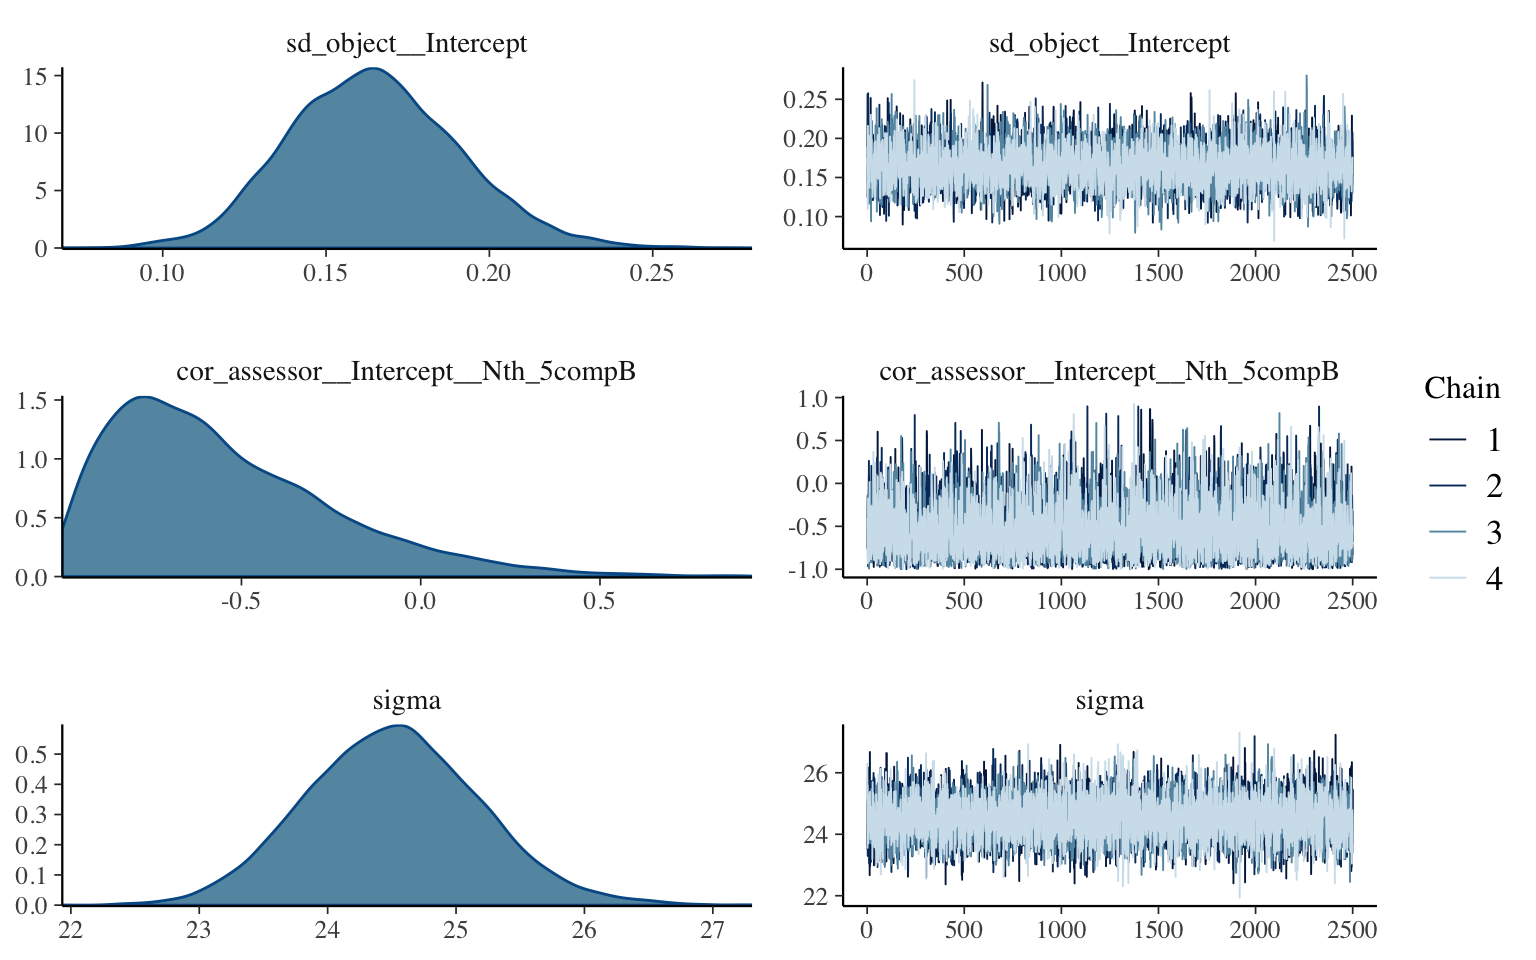 sd_object__Intercept
15
10
5
0
0.10 0.15 0.20 0.25
sd_object__Intercept
0.25
0.20
0.15
0.10
0 500 1000 1500 2000 2500
cor_assessor__Intercept__Nth_5compB
1.5
1.0
0.5
0.0
-0.5 0.0 0.5
cor_assessor__Intercept__Nth_5compB
1.0
0.5
0.0
-0.5
-1.0
0 500 1000 1500 2000 2500
Chain
1
2
3
4
sigma
0.5
0.4
0.3
0.2
0.1
0.0
22 23 24 25 26 27
sigma
26
24
22
0 500 1000 1500 2000 2500